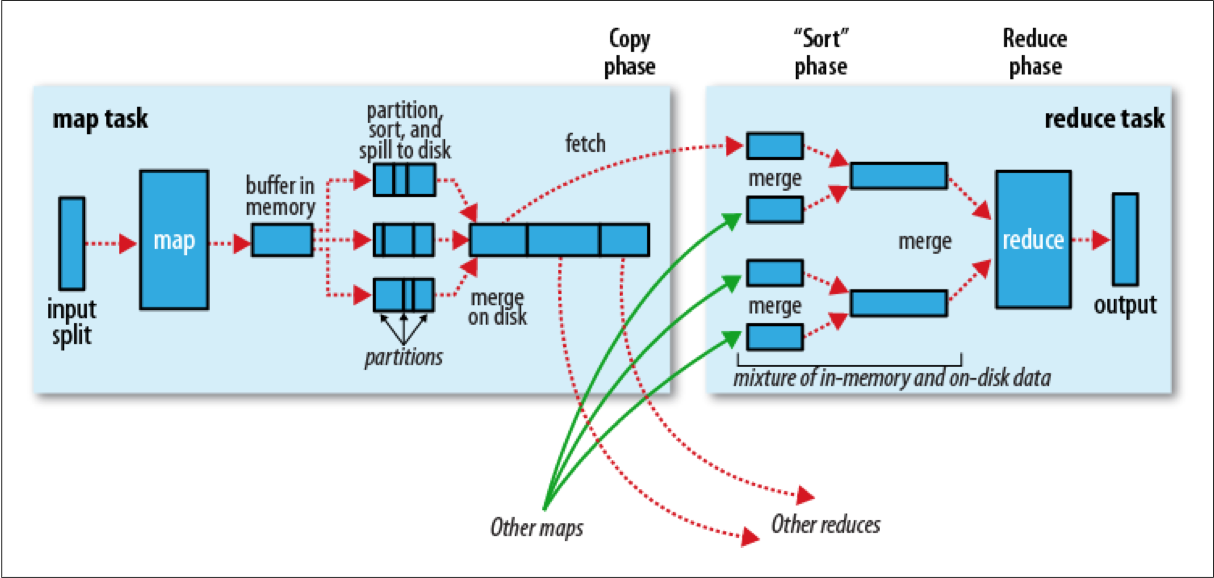 Copy
phase
“Sort”
phase
Reduce
phase
map task
partition,
sort, and
spill to disk
fetch
reduce task
buffer in
memory
merge
map
merge
reduce
input
split
merge
on disk
merge
output
partitions
mixture of in-memory and on-disk data
Other maps
Other reduces